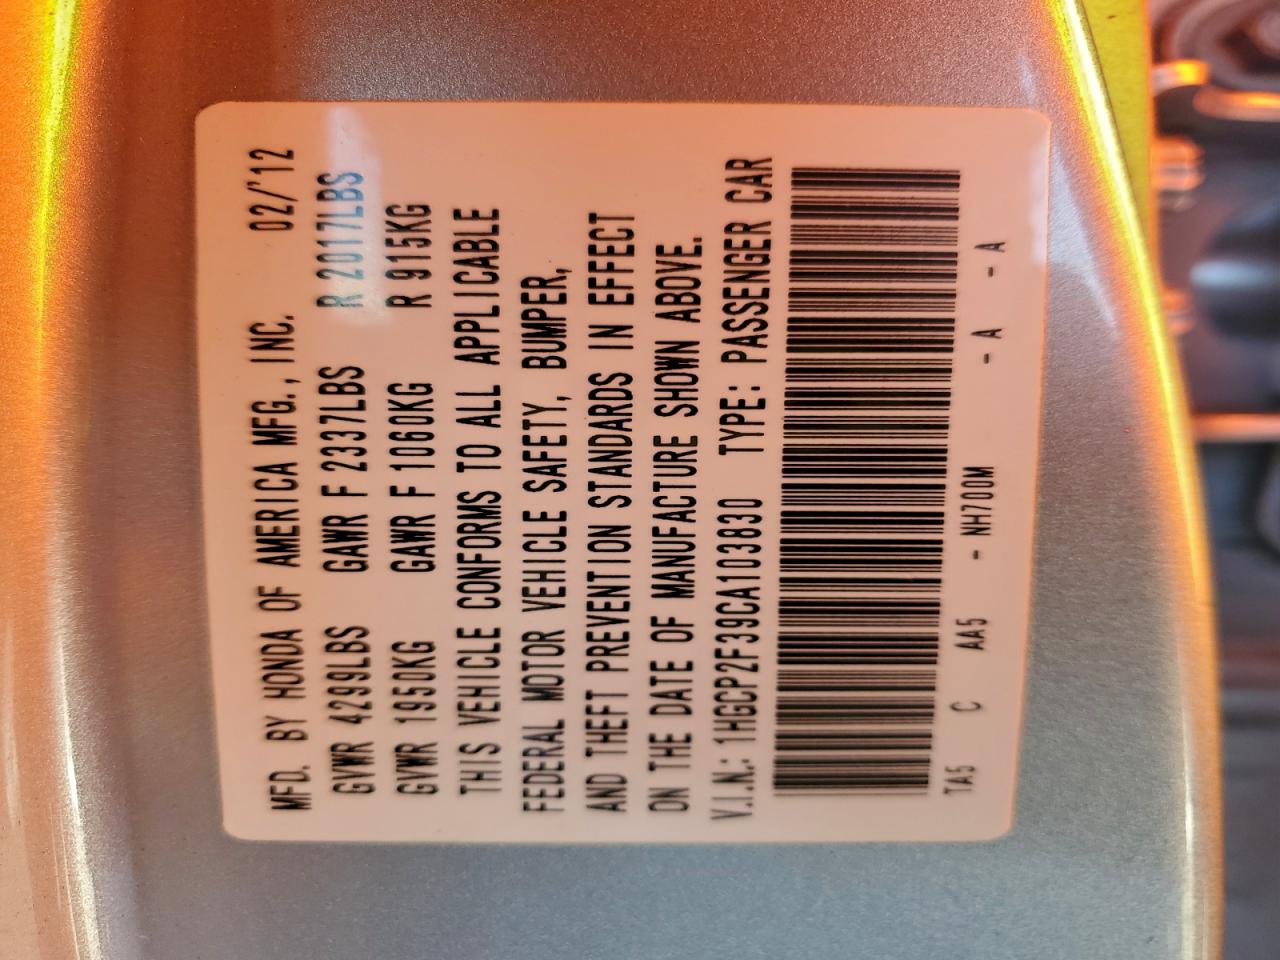 MFD. BY HONDA OF AMERICA MFG., INC. 02/'12
GVWR 4299LBS GAWR F 2337LBS R 2017LBS
GVWR 1950KG GAWR F 1060KG R 915KG
THIS VEHICLE CONFORMS TO ALL APPLICABLE
FEDERAL MOTOR VEHICLE SAFETY, BUMPER,
AND THEFT PREVENTION STANDARDS IN EFFECT
ON THE DATE OF MANUFACTURE SHOWN ABOVE.
V.I.N.: 1HGCP2F39CA103830 TYPE: PASSENGER CAR
TA5 C AA5 - NH700M - A - A